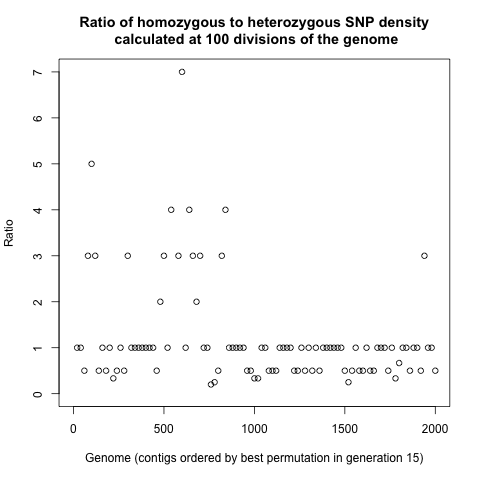 Ratio of homozygous to heterozygous SNP density
calculated at 100 divisions of the genome
7
6
5
4
3
2
1
0
Ratio
0 500 1000 1500 2000
Genome (contigs ordered by best permutation in generation 15)